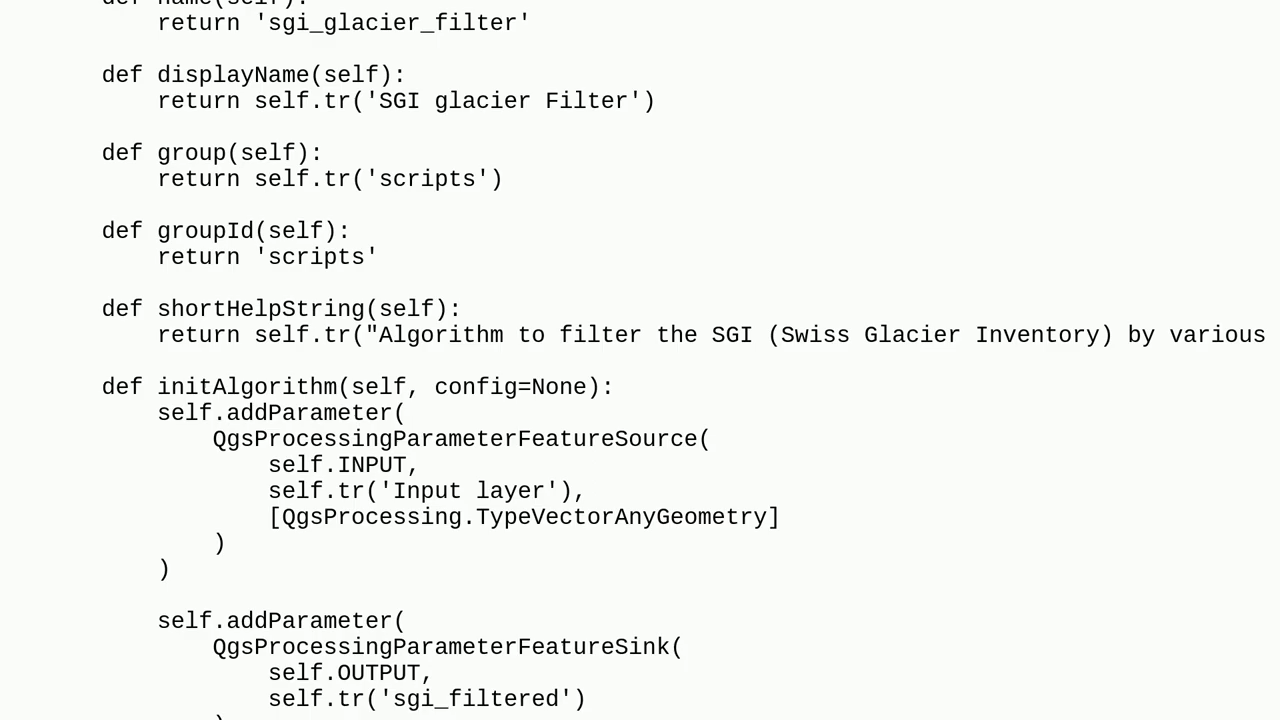 def name(self):
    return 'sgi_glacier_filter'

def displayName(self):
    return self.tr('SGI glacier Filter')

def group(self):
    return self.tr('scripts')

def groupId(self):
    return 'scripts'

def shortHelpString(self):
    return self.tr("Algorithm to filter the SGI (Swiss Glacier Inventory) by various

def initAlgorithm(self, config=None):
    self.addParameter(
        QgsProcessingParameterFeatureSource(
            self.INPUT,
            self.tr('Input layer'),
            [QgsProcessing.TypeVectorAnyGeometry]
        )
    )

    self.addParameter(
        QgsProcessingParameterFeatureSink(
            self.OUTPUT,
            self.tr('sgi_filtered')
        )